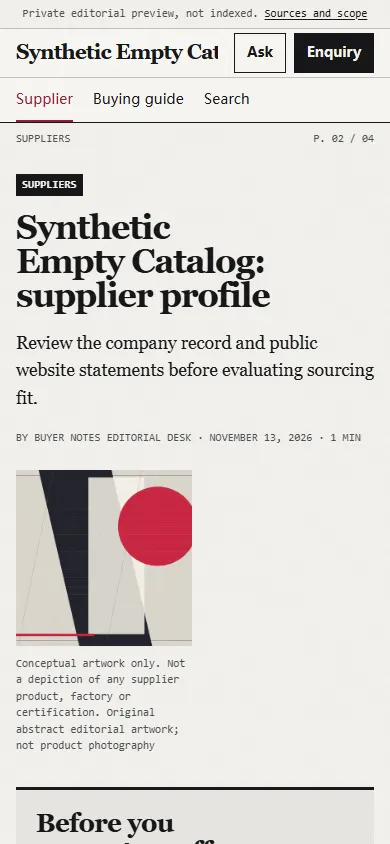 Private editorial preview, not indexed. Sources and scope
Synthetic Empty Cat
Ask
Enquiry
Supplier
Buying guide
Search
SUPPLIERS
P. 02 / 04
SUPPLIERS
Synthetic
Empty Catalog:
supplier profile
Review the company record and public
website statements before evaluating sourcing
fit.
BY BUYER NOTES EDITORIAL DESK · NOVEMBER 13, 2026 · 1 MIN
Conceptual artwork only. Not
a depiction of any supplier
product, factory or
certification. Original
abstract editorial artwork;
not product photography
Before you